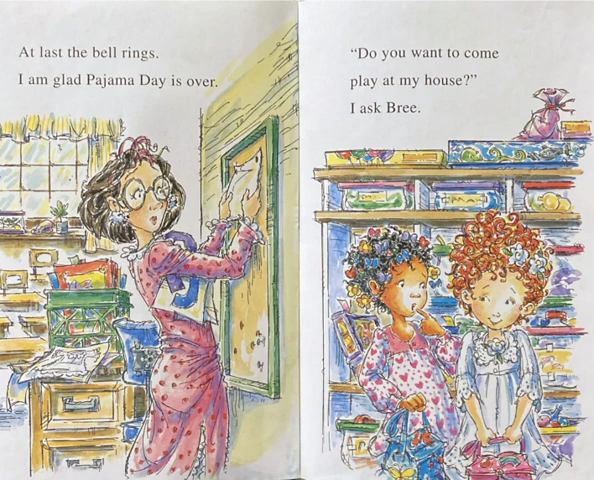 At last the bell rings.
I am glad Pajama Day is over.
“Do you want to come
play at my house?”
I ask Bree.